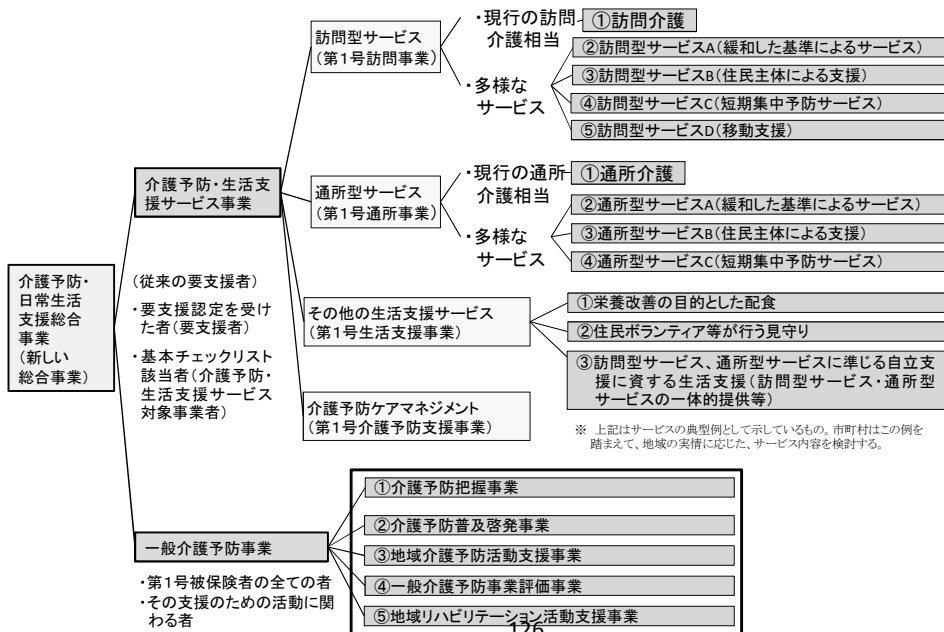 介護予防・
日常生活
支援総合
事業
(新しい
総合事業)
介護予防・生活支
援サービス事業
(従来の要支援者)
・要支援認定を受け
た者(要支援者)
・基本チェックリスト
該当者(介護予防・
生活支援サービス
対象事業者)
訪問型サービス
(第1号訪問事業)
・現行の訪問
介護相当
①訪問介護
・多様な
サービス
②訪問型サービスA(緩和した基準によるサービス)
③訪問型サービスB(住民主体による支援)
④訪問型サービスC(短期集中予防サービス)
⑤訪問型サービスD(移動支援)
通所型サービス
(第1号通所事業)
・現行の通所
介護相当
①通所介護
・多様な
サービス
②通所型サービスA(緩和した基準によるサービス)
③通所型サービスB(住民主体による支援)
④通所型サービスC(短期集中予防サービス)
その他の生活支援サービス
(第1号生活支援事業)
①栄養改善の目的とした配食
②住民ボランティア等が行う見守り
③訪問型サービス、通所型サービスに準じる自立支
援に資する生活支援(訪問型サービス・通所型
サービスの一体的提供等)
介護予防ケアマネジメント
(第1号介護予防支援事業)
※ 上記はサービスの典型例として示しているもの。市町村はこの例を
踏まえて、地域の実情に応じた、サービス内容を検討する。
一般介護予防事業
・第1号被保険者の全ての者
・その支援のための活動に関
わる者
①介護予防把握事業
②介護予防普及啓発事業
③地域介護予防活動支援事業
④一般介護予防事業評価事業
⑤地域リハビリテーション活動支援事業
126